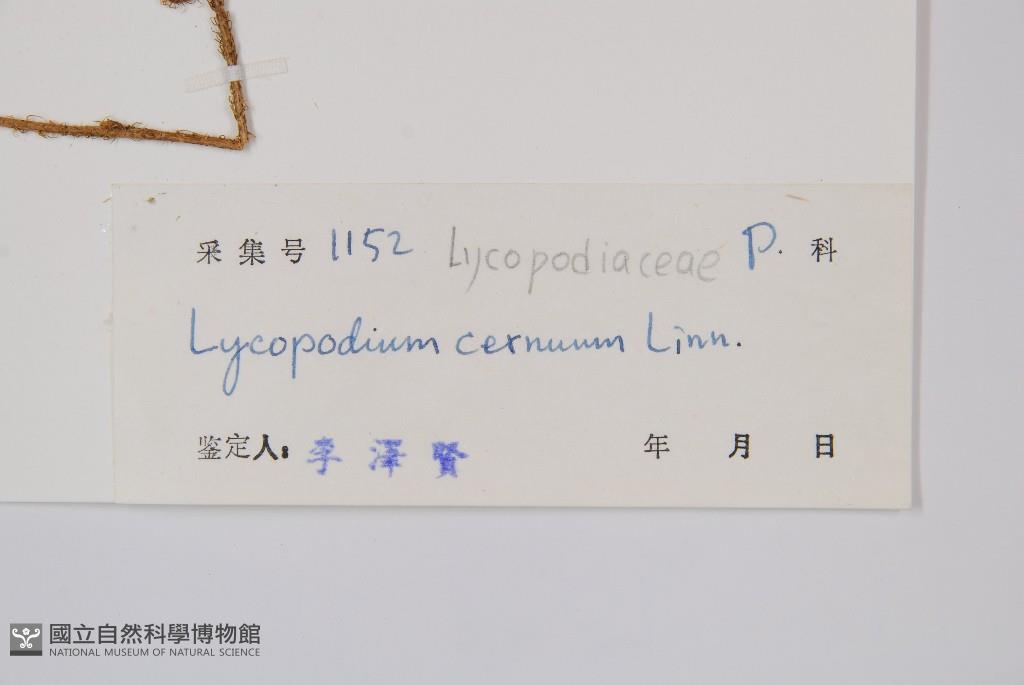 采集号 1152 Lycopodiaceae P. 科
Lycopodium cernuum Linn.
鉴定人: 李澤賢 年 月 日
國立自然科學博物館
NATIONAL MUSEUM OF NATURAL SCIENCE